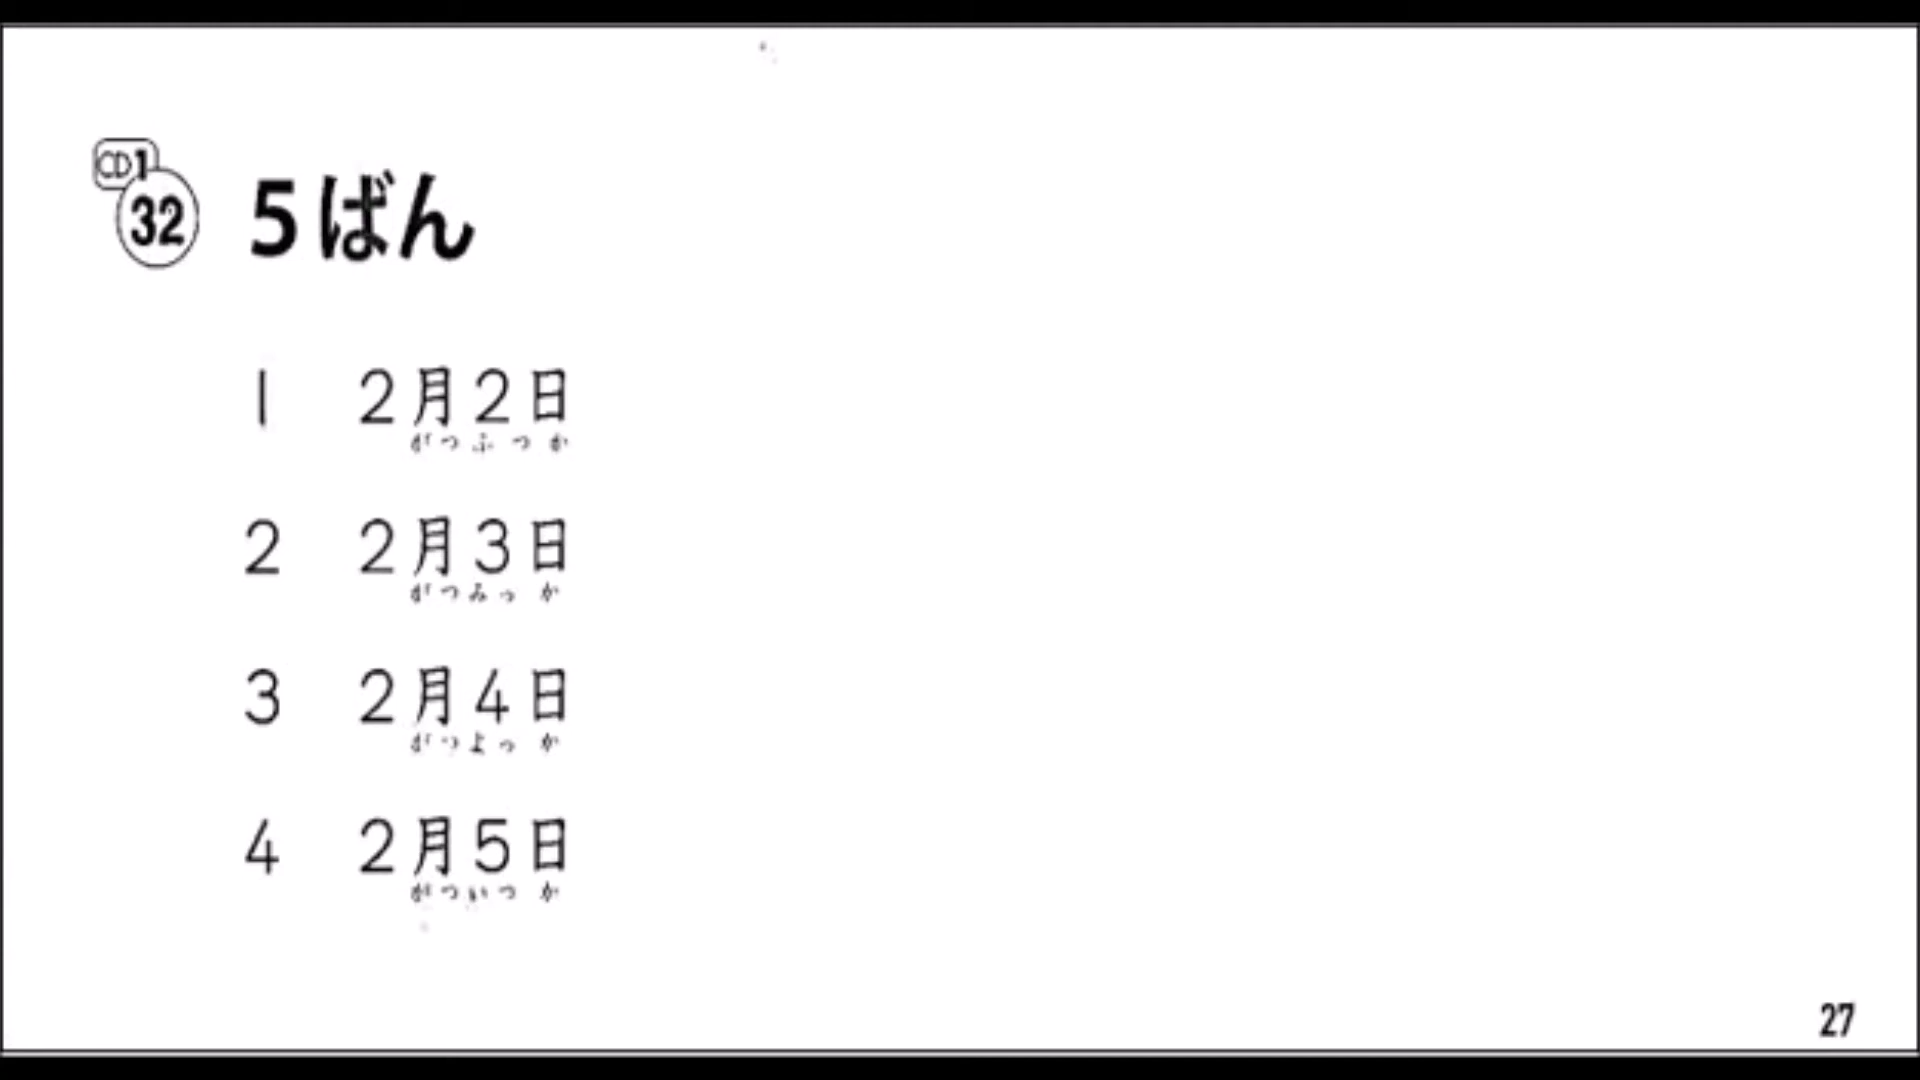 CD1
32 5ばん
1 2月2日
がつふつか
2 2月3日
がつみっか
3 2月4日
がつよっか
4 2月5日
がついつか
27